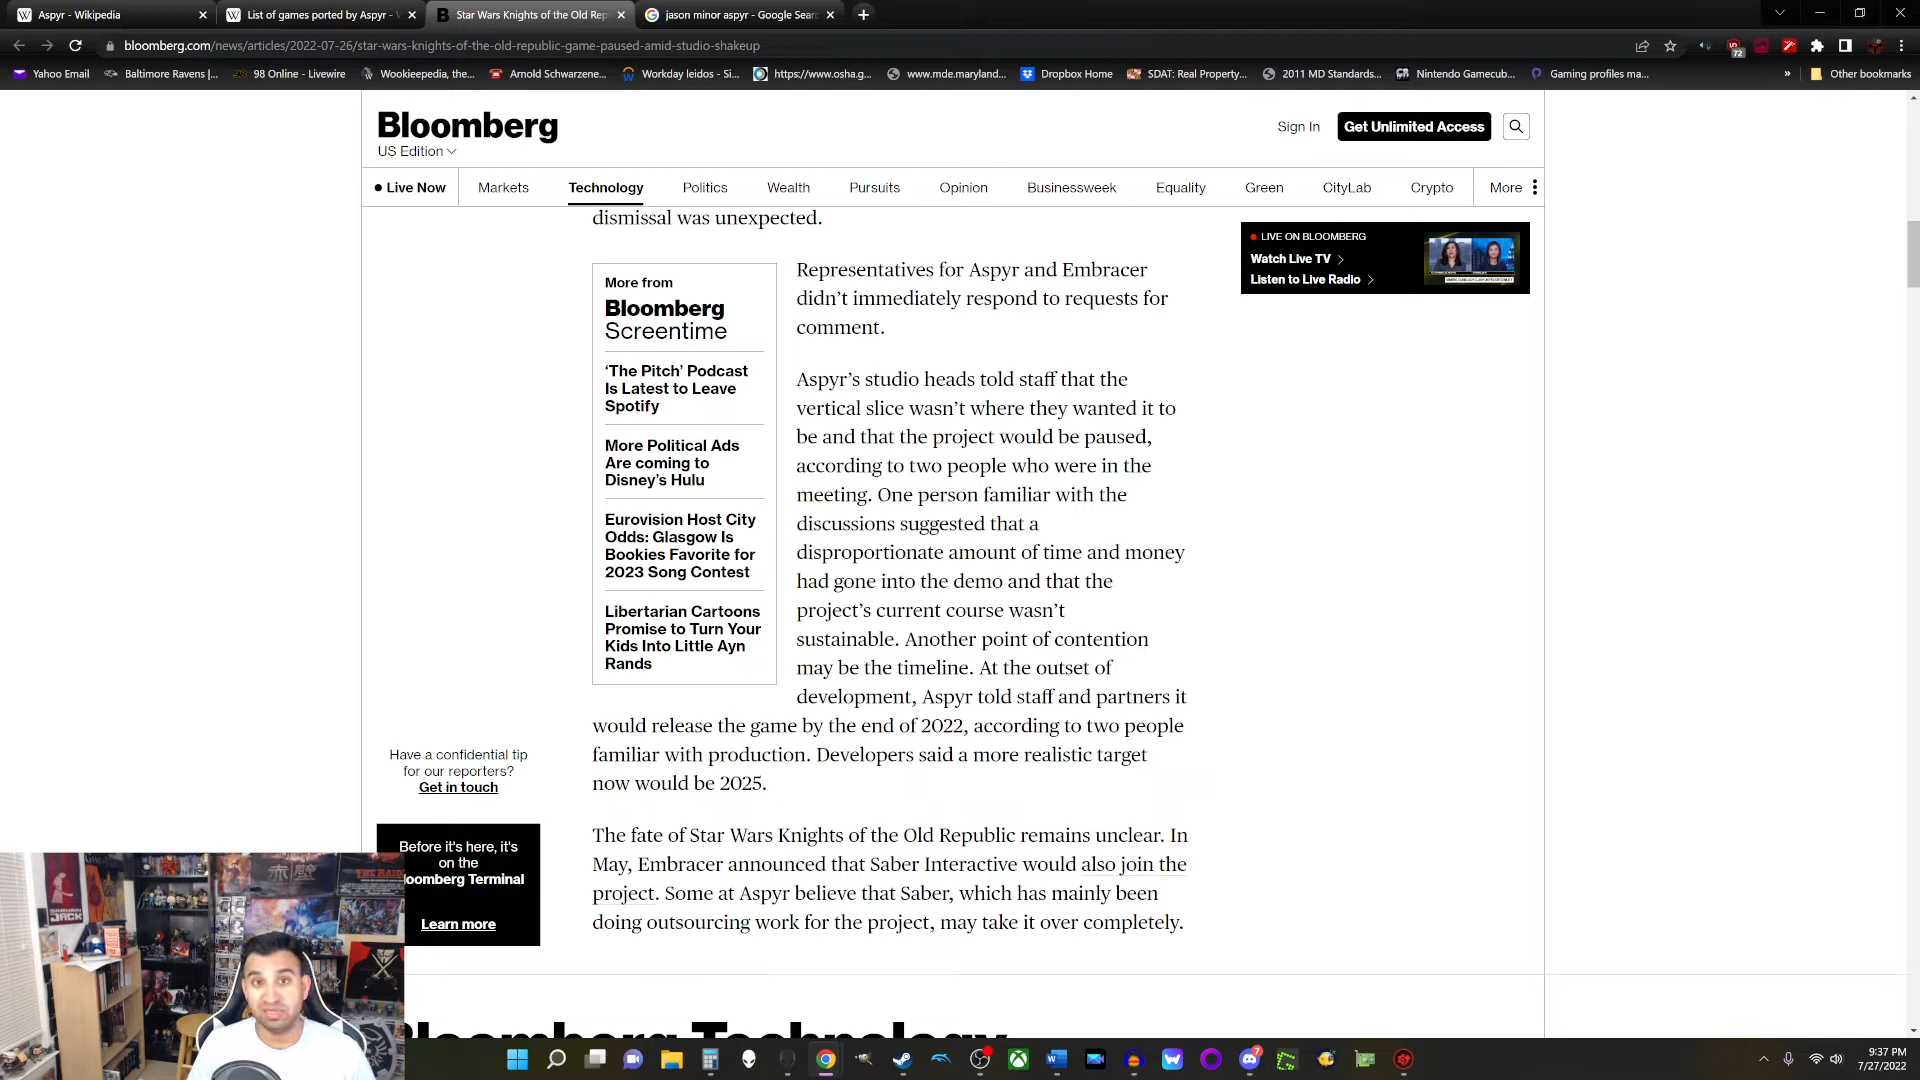 Aspyr - Wikipedia
List of games ported by Aspyr -
Star Wars Knights of the Old Rep
jason minor aspyr - Google Sear
bloomberg.com/news/articles/2022-07-26/star-wars-knights-of-the-old-republic-game-paused-amid-studio-shakeup
72
Yahoo Email
Baltimore Ravens |...
98 Online - Livewire
Wookieepedia, the...
Arnold Schwarzene...
Workday leidos - Si...
https://www.osha.g...
www.mde.maryland...
Dropbox Home
SDAT: Real Property...
2011 MD Standards...
Nintendo Gamecub...
Gaming profiles ma...
»
Other bookmarks
Bloomberg
US Edition
Sign In
Get Unlimited Access
Live Now
Markets
Technology
Politics
Wealth
Pursuits
Opinion
Businessweek
Equality
Green
CityLab
Crypto
More
dismissal was unexpected.
LIVE ON BLOOMBERG
Watch Live TV
Listen to Live Radio
More from
Bloomberg
Screentime
‘The Pitch’ Podcast
Is Latest to Leave
Spotify
More Political Ads
Are coming to
Disney’s Hulu
Eurovision Host City
Odds: Glasgow Is
Bookies Favorite for
2023 Song Contest
Libertarian Cartoons
Promise to Turn Your
Kids Into Little Ayn
Rands
Representatives for Aspyr and Embracer
didn’t immediately respond to requests for
comment.
Aspyr’s studio heads told staff that the
vertical slice wasn’t where they wanted it to
be and that the project would be paused,
according to two people who were in the
meeting. One person familiar with the
discussions suggested that a
disproportionate amount of time and money
had gone into the demo and that the
project’s current course wasn’t
sustainable. Another point of contention
may be the timeline. At the outset of
development, Aspyr told staff and partners it
would release the game by the end of 2022, according to two people
familiar with production. Developers said a more realistic target
now would be 2025.
Have a confidential tip
for our reporters?
Get in touch
Before it's here, it's
on the
oomberg Terminal
Learn more
The fate of Star Wars Knights of the Old Republic remains unclear. In
May, Embracer announced that Saber Interactive would also join the
project. Some at Aspyr believe that Saber, which has mainly been
doing outsourcing work for the project, may take it over completely.
Bloomberg Technology
SAMURAI
JACK
THE RAID
赤壁
7
9:37 PM
7/27/2022